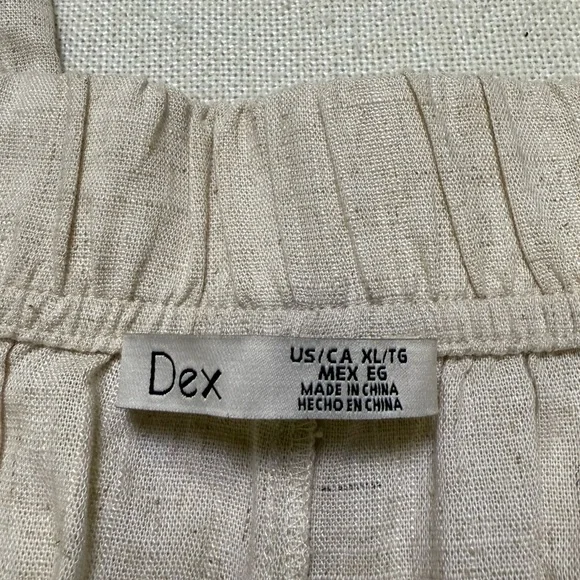 Dex
US/CA XL/TG
MEX EG
MADE IN CHINA
HECHO EN CHINA